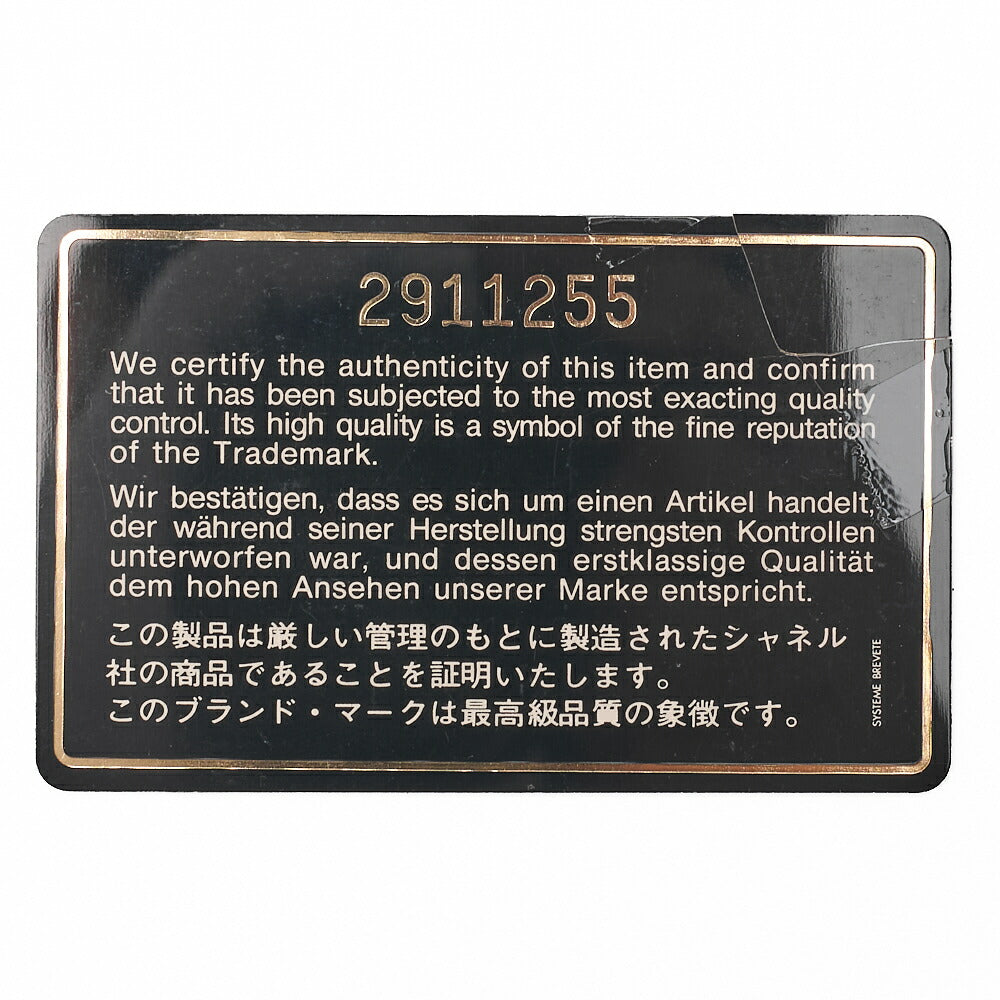 2911255
We certify the authenticity of this item and confirm
that it has been subjected to the most exacting quality
control. Its high quality is a symbol of the fine reputation
of the Trademark.
Wir bestätigen, dass es sich um einen Artikel handelt,
der während seiner Herstellung strengsten Kontrollen
unterworfen war, und dessen erstklassige Qualität
dem hohen Ansehen unserer Marke entspricht.
この製品は厳しい管理のもとに製造されたシャネル
社の商品であることを証明いたします。
このブランド・マークは最高級品質の象徴です。
SYSTEME BREVETE